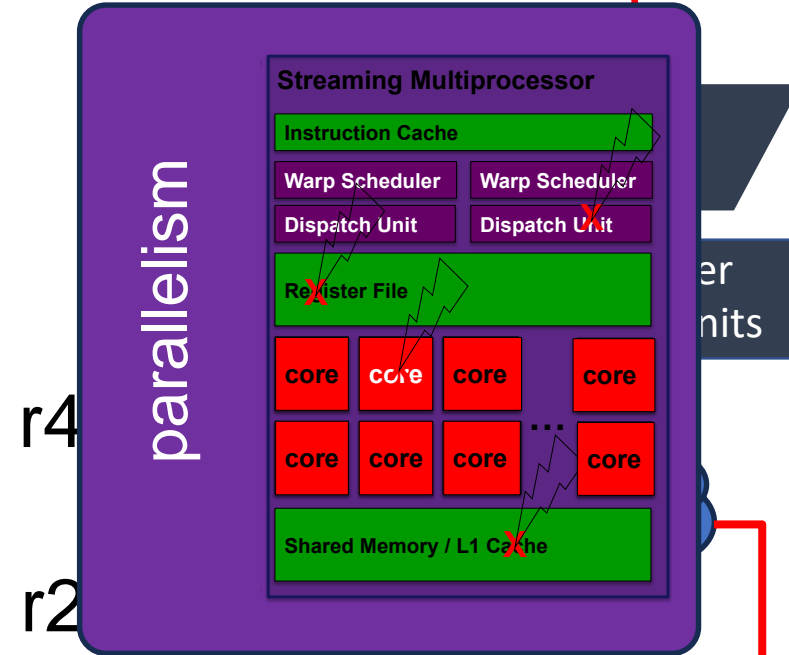 Streaming Multiprocessor
Instruction Cache
Warp Scheduler Warp Scheduler
Dispatch Unit Dispatch Unit
X
Register File
X
parallelism
er
nits
core core core core
...
core core core core
r4
Shared Memory / L1 Cache
X
r2